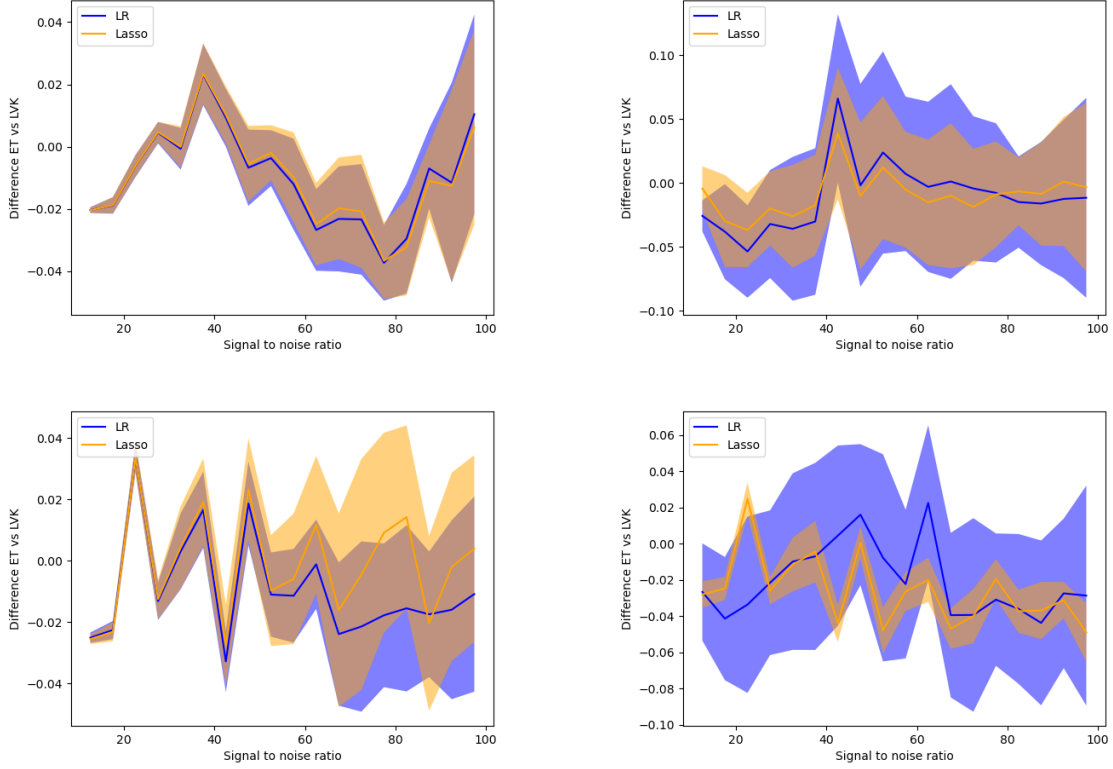 LR
Lasso
Difference ET vs LVK
0.04
0.02
0.00
−0.02
−0.04
20 40 60 80 100
Signal to noise ratio
LR
Lasso
Difference ET vs LVK
0.10
0.05
0.00
−0.05
−0.10
20 40 60 80 100
Signal to noise ratio
LR
Lasso
Difference ET vs LVK
0.04
0.02
0.00
−0.02
−0.04
20 40 60 80 100
Signal to noise ratio
LR
Lasso
Difference ET vs LVK
0.06
0.04
0.02
0.00
−0.02
−0.04
−0.06
−0.08
−0.10
20 40 60 80 100
Signal to noise ratio